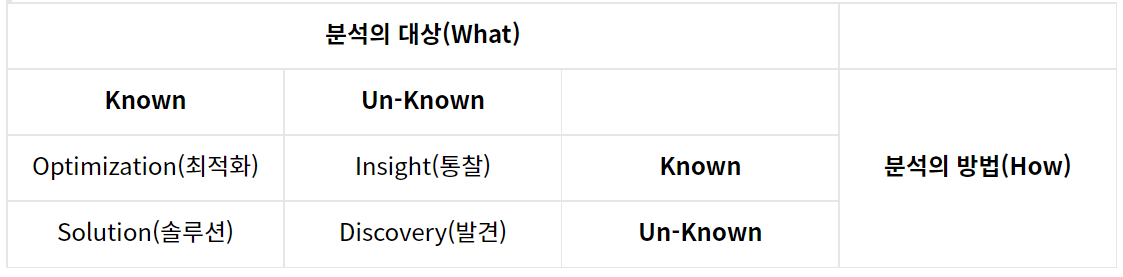 분석의 대상(What)
Known Un-Known
Optimization(최적화) Insight(통찰) Known 분석의 방법(How)
Solution(솔루션) Discovery(발견) Un-Known